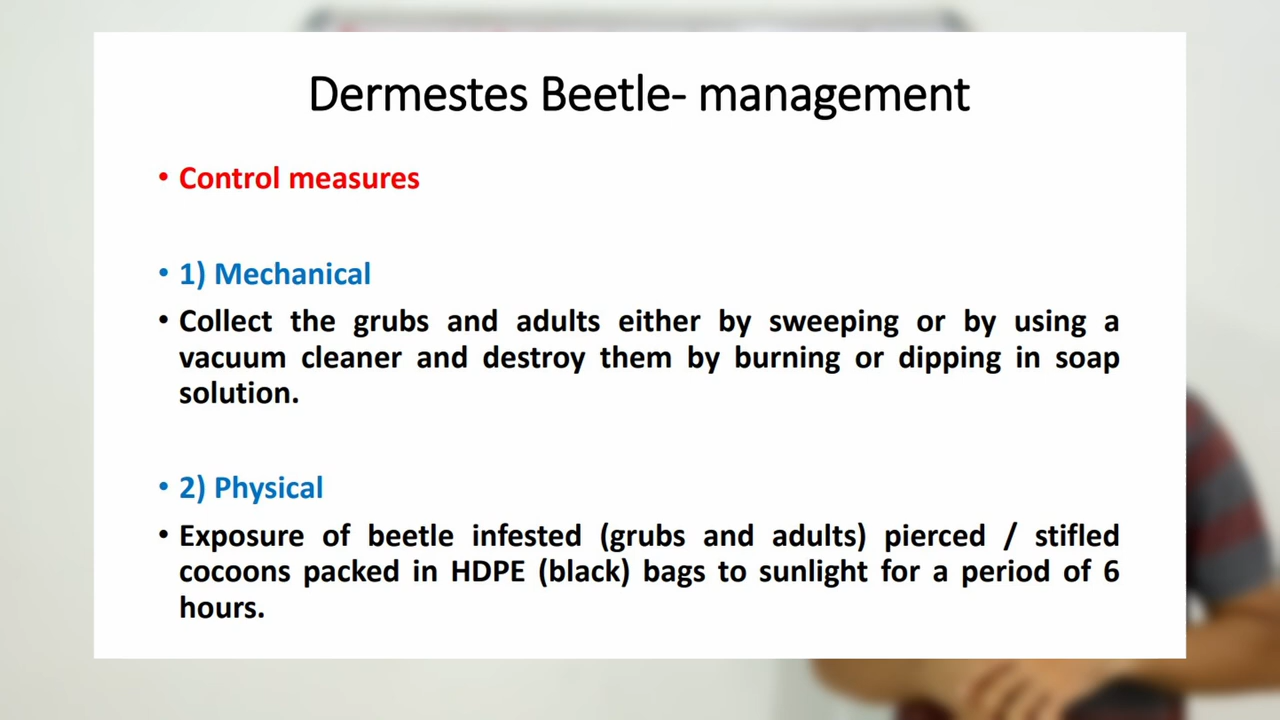 Dermestes Beetle- management
• Control measures
• 1) Mechanical
• Collect the grubs and adults either by sweeping or by using a
vacuum cleaner and destroy them by burning or dipping in soap
solution.
• 2) Physical
• Exposure of beetle infested (grubs and adults) pierced / stifled
cocoons packed in HDPE (black) bags to sunlight for a period of 6
hours.